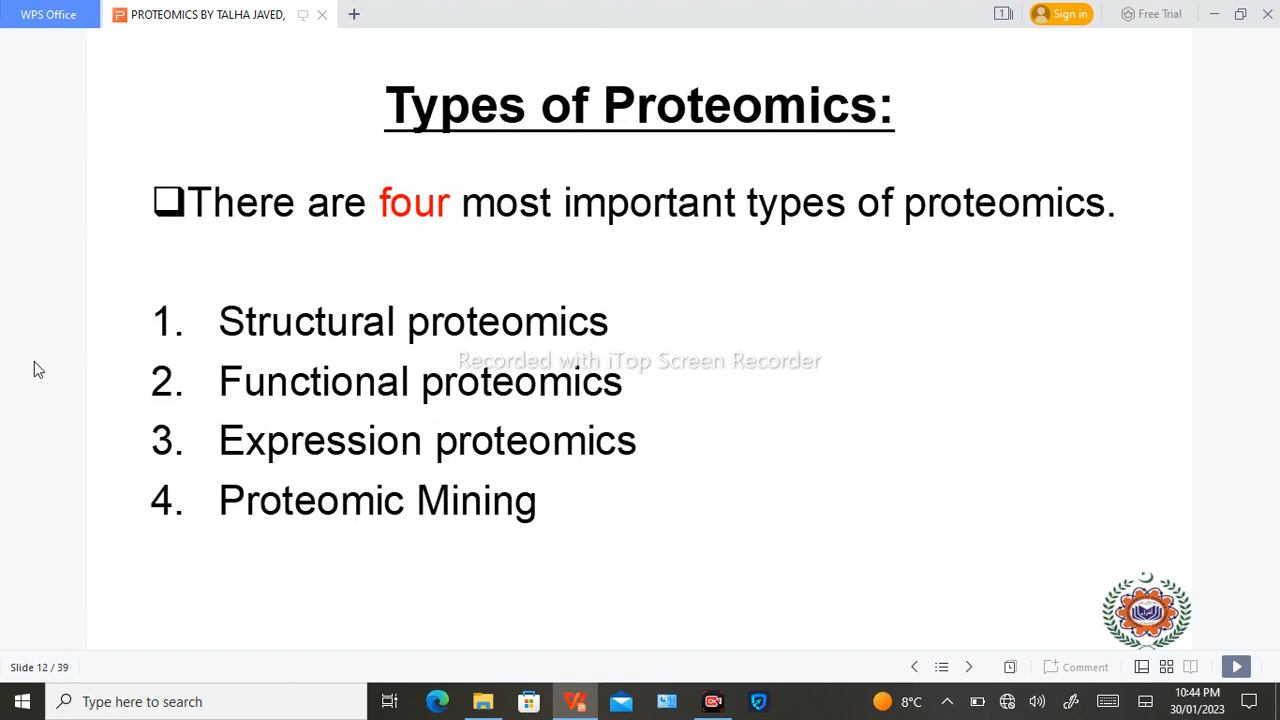 WPS Office
PROTEOMICS BY TALHA JAVED,
1
Sign in
Free Trial
Types of Proteomics:
There are four most important types of proteomics.
1. Structural proteomics
Recorded with iTop Screen Recorder
2. Functional proteomics
3. Expression proteomics
4. Proteomic Mining
Slide 12 / 39
Comment
Type here to search
8°C
10:44 PM
30/01/2023